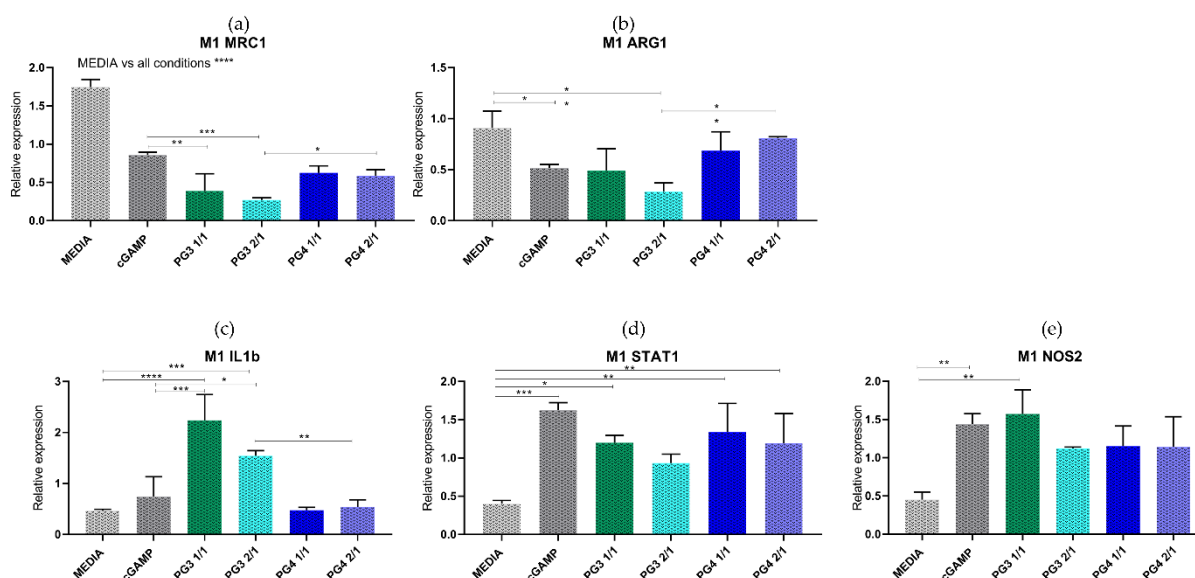 (a)
M1 MRC1
MEDIA vs all conditions ****
Relative expression
2.0
1.5
1.0
0.5
0.0
***
**
*
MEDIA
cGAMP
PG3 1/1
PG3 2/1
PG4 1/1
PG4 2/1
(b)
M1 ARG1
Relative expression
1.5
1.0
0.5
0.0
*
* *
*
*
MEDIA
cGAMP
PG3 1/1
PG3 2/1
PG4 1/1
PG4 2/1
(c)
M1 IL1b
Relative expression
3
2
1
0
***
****
*
***
**
MEDIA
cGAMP
PG3 1/1
PG3 2/1
PG4 1/1
PG4 2/1
(d)
M1 STAT1
Relative expression
2.0
1.5
1.0
0.5
0.0
**
**
*
***
MEDIA
cGAMP
PG3 1/1
PG3 2/1
PG4 1/1
PG4 2/1
(e)
M1 NOS2
Relative expression
2.0
1.5
1.0
0.5
0.0
**
**
MEDIA
cGAMP
PG3 1/1
PG3 2/1
PG4 1/1
PG4 2/1